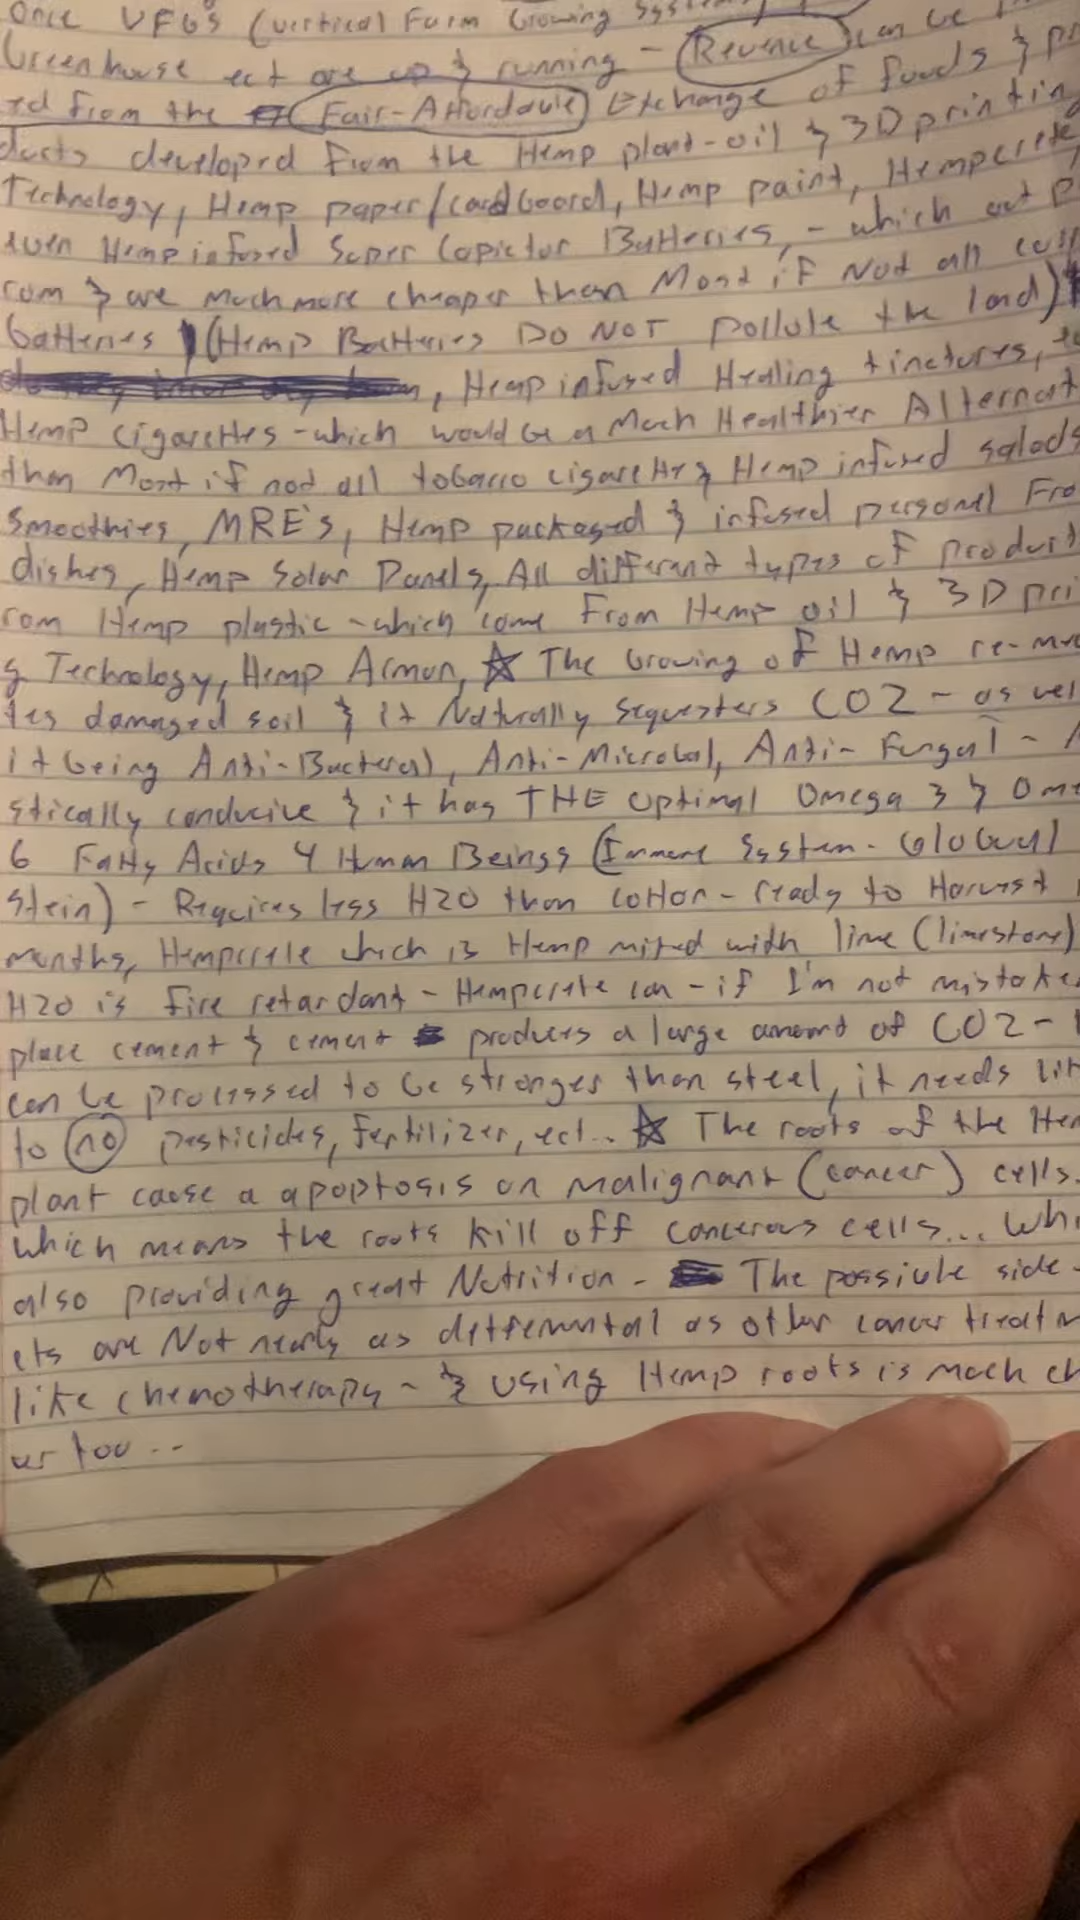 Once VFGS (vertical Farm Growing Systems
Greenhouse ect are up & running - Revenue can be
ed from the Fair-Affordable Exchange of foods & pr
ducts developed from the Hemp plant-oil & 3D printin
Technology, Hemp paper/cardboard, Hemp paint, Hempcrete,
even Hemp infused Super Capictor Batteries, - which out p
rom & are much more cheaper than Most if Not all
batteries (Hemp Batteries DO NOT pollute the land)
, Hemp infused Healing tinctures,
Hemp cigarettes - which would be a Much Healthier Alternat
than Most if not all tobacco cigarette & Hemp infused salads
smoothies, MRE's, Hemp packaged & infused personal Fro
dishes, Hemp Solar Panels, All different types of product
rom Hemp plastic - which come From Hemp oil & 3D pri
g Technology, Hemp Armor, ☆ The Growing of Hemp re-
tes damaged soil & it Naturally sequesters CO2 - as wel
it being Anti-Bacteral, Anti-Microbal, Anti-Fungal -
stically conducive & it has THE optimal Omega 3 & Ome
6 Fatty Acids 4 Human Beings (Immune System - Globul
stein) - Requires less H2O than cotton - ready to Harvest
months, Hempcrete which is Hemp mixed with lime (limestone)
H2O is fire retardant - Hempcrete can - if I'm not mistake
place cement & cement produces a large amount of CO2 -
can be processed to be stronger than steel, it needs lit
to no pesticides, fertilizer, ect... ☆ The roots of the Hem
plant cause a apoptosis on malignant (cancer) cells.
which means the roots kill off cancerous cells... Whi
also providing great Nutrition - The possible side-
cts are Not nearly as detremental as other cancer treatm
like chemotherapy - & using Hemp roots is much ch
er too...